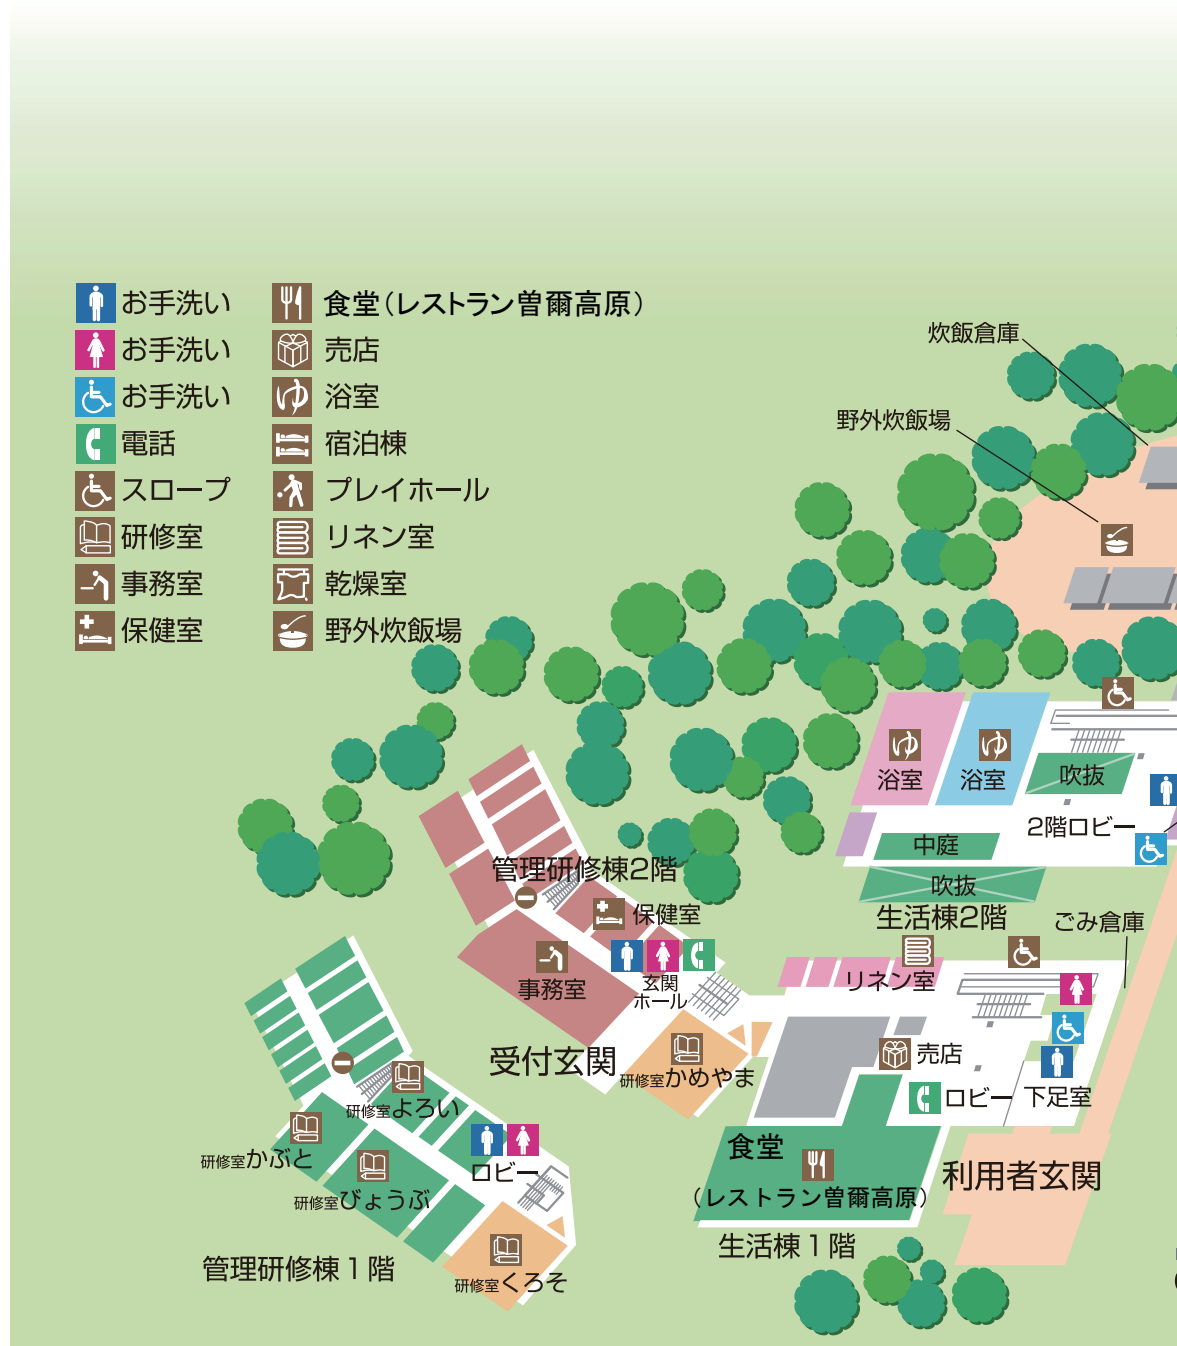 お手洗い
お手洗い
お手洗い
電話
スロープ
研修室
事務室
保健室
食堂(レストラン曽爾高原)
売店
浴室
宿泊棟
プレイホール
リネン室
乾燥室
野外炊飯場
炊飯倉庫
野外炊飯場
浴室
浴室
吹抜
2階ロビー
中庭
吹抜
生活棟2階
管理研修棟2階
保健室
事務室
玄関
ホール
受付玄関
研修室かめやま
リネン室
ごみ倉庫
売店
ロビー
下足室
食堂
(レストラン曽爾高原)
利用者玄関
生活棟1階
研修室よろい
研修室かぶと
研修室びょうぶ
ロビー
研修室くろそ
管理研修棟1階